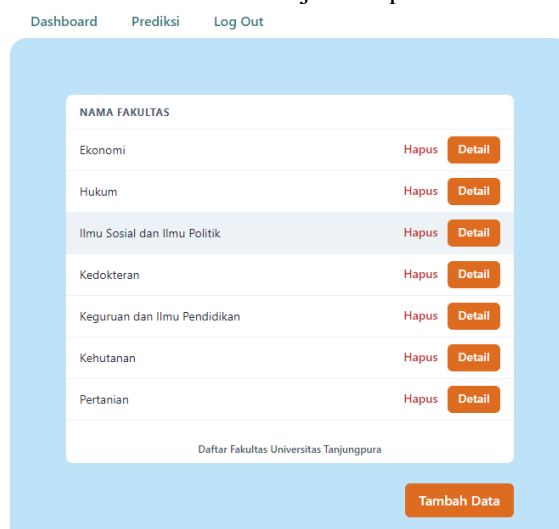 Dashboard Prediksi Log Out
NAMA FAKULTAS
Ekonomi Hapus Detail
Hukum Hapus Detail
Ilmu Sosial dan Ilmu Politik Hapus Detail
Kedokteran Hapus Detail
Keguruan dan Ilmu Pendidikan Hapus Detail
Kehutanan Hapus Detail
Pertanian Hapus Detail
Daftar Fakultas Universitas Tanjungpura
Tambah Data